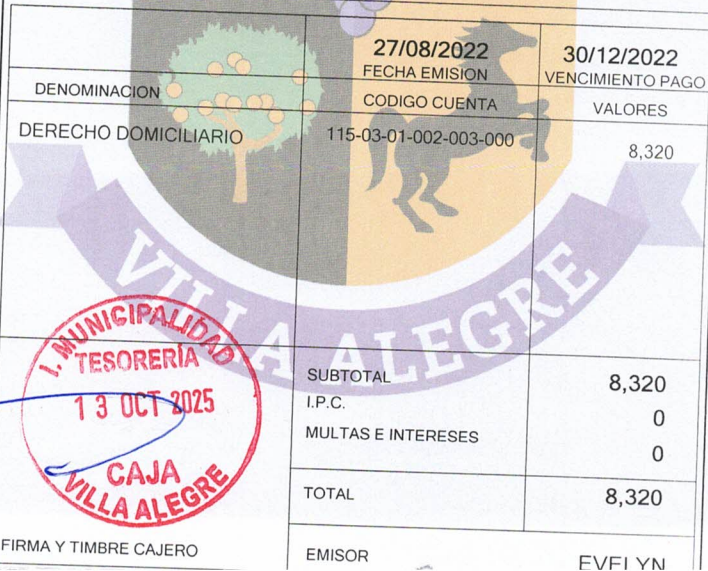 27/08/2022 30/12/2022
FECHA EMISION VENCIMIENTO PAGO
DENOMINACION CODIGO CUENTA VALORES
DERECHO DOMICILIARIO 115-03-01-002-003-000 8,320
VILLA ALEGRE
I. MUNICIPALIDAD
TESORERÍA
13 OCT 2025
CAJA
VILLA ALEGRE
SUBTOTAL 8,320
I.P.C. 0
MULTAS E INTERESES 0
TOTAL 8,320
FIRMA Y TIMBRE CAJERO
EMISOR EVELYN